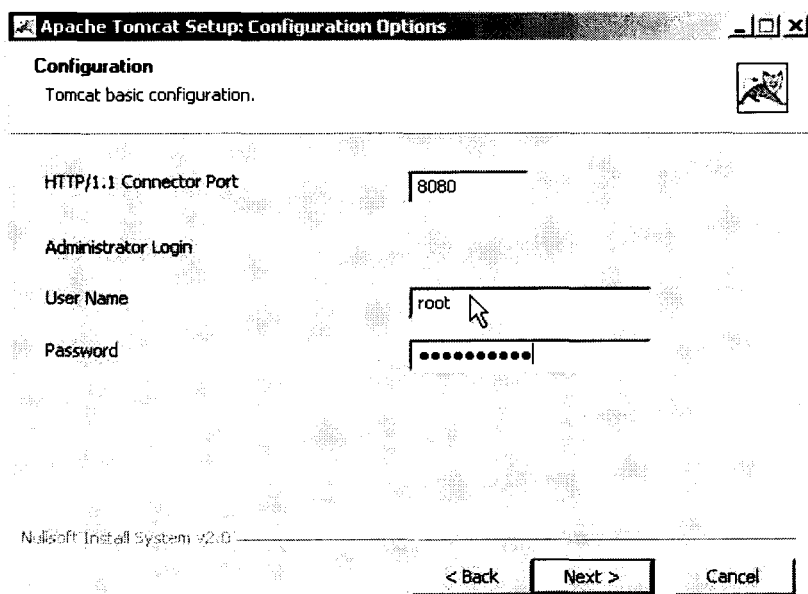 Apache Tomcat Setup: Configuration Options
Configuration
Tomcat basic configuration.
HTTP/1.1 Connector Port 8080
Administrator Login
User Name root
Password ●●●●●●●●●●
Nullsoft Install System v2.0
< Back Next > Cancel